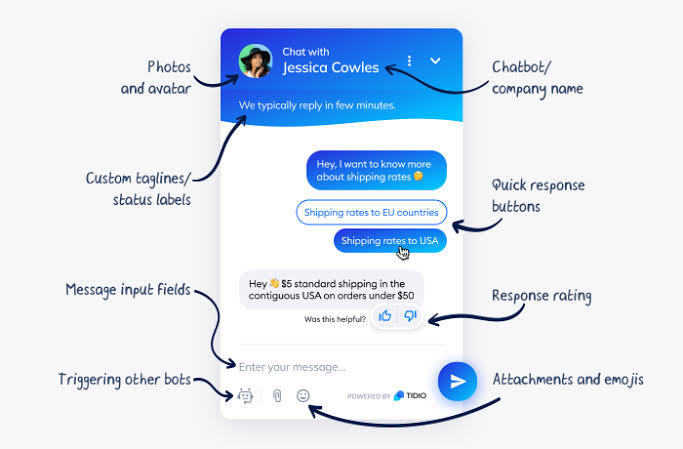 Chat with
Jessica Cowles
We typically reply in few minutes.
Photos
and avatar
Chatbot/
company name
Custom taglines/
status labels
Hey, I want to know more
about shipping rates 🤔
Shipping rates to EU countries
Shipping rates to USA
Quick response
buttons
Hey 👋 $5 standard shipping in the
contiguous USA on orders under $50
Was this helpful?
Message input fields
Response rating
Enter your message...
Triggering other bots
Attachments and emojis
POWERED BY TIDIO